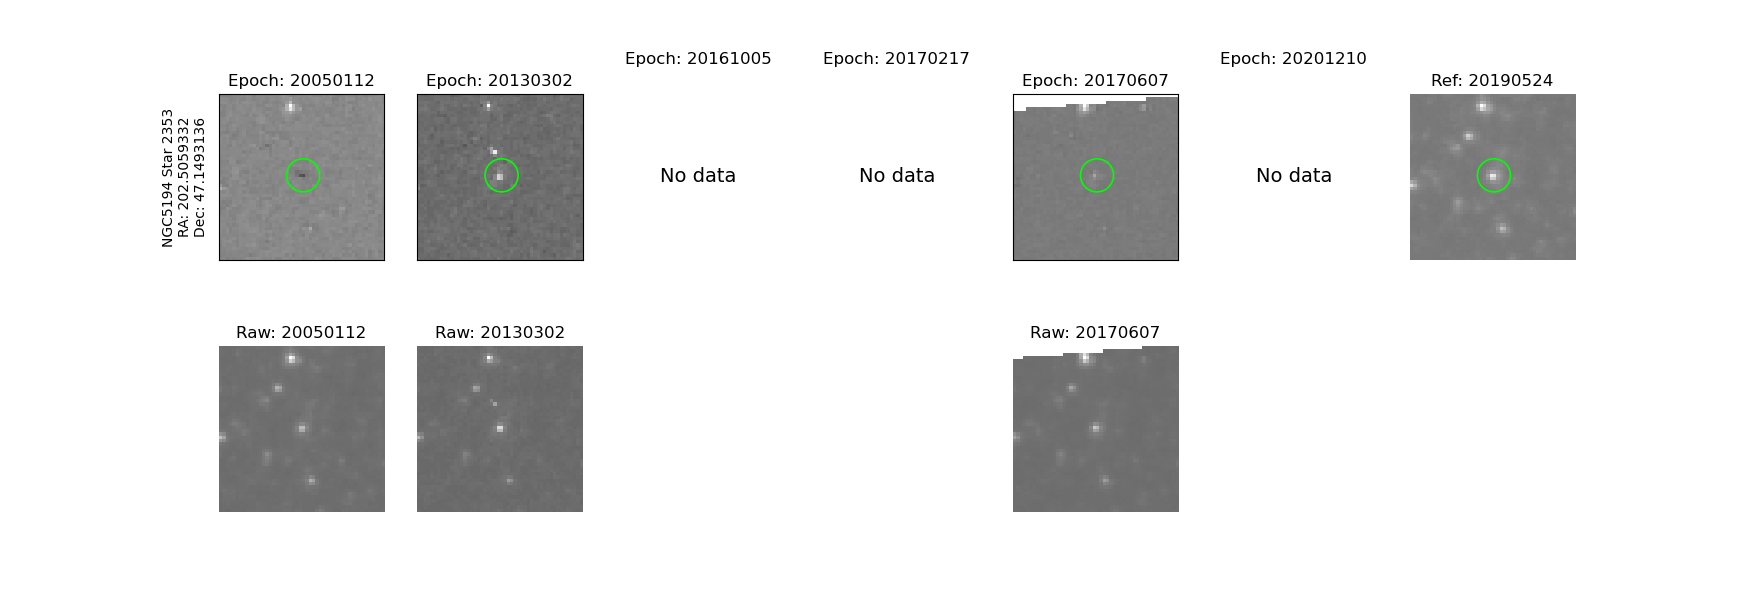 Epoch: 20050112
Epoch: 20130302
Epoch: 20161005
Epoch: 20170217
Epoch: 20170607
Epoch: 20201210
Ref: 20190524
NGC5194 Star 2353
RA: 202.5059332
Dec: 47.1493136
No data
No data
No data
Raw: 20050112
Raw: 20130302
Raw: 20170607